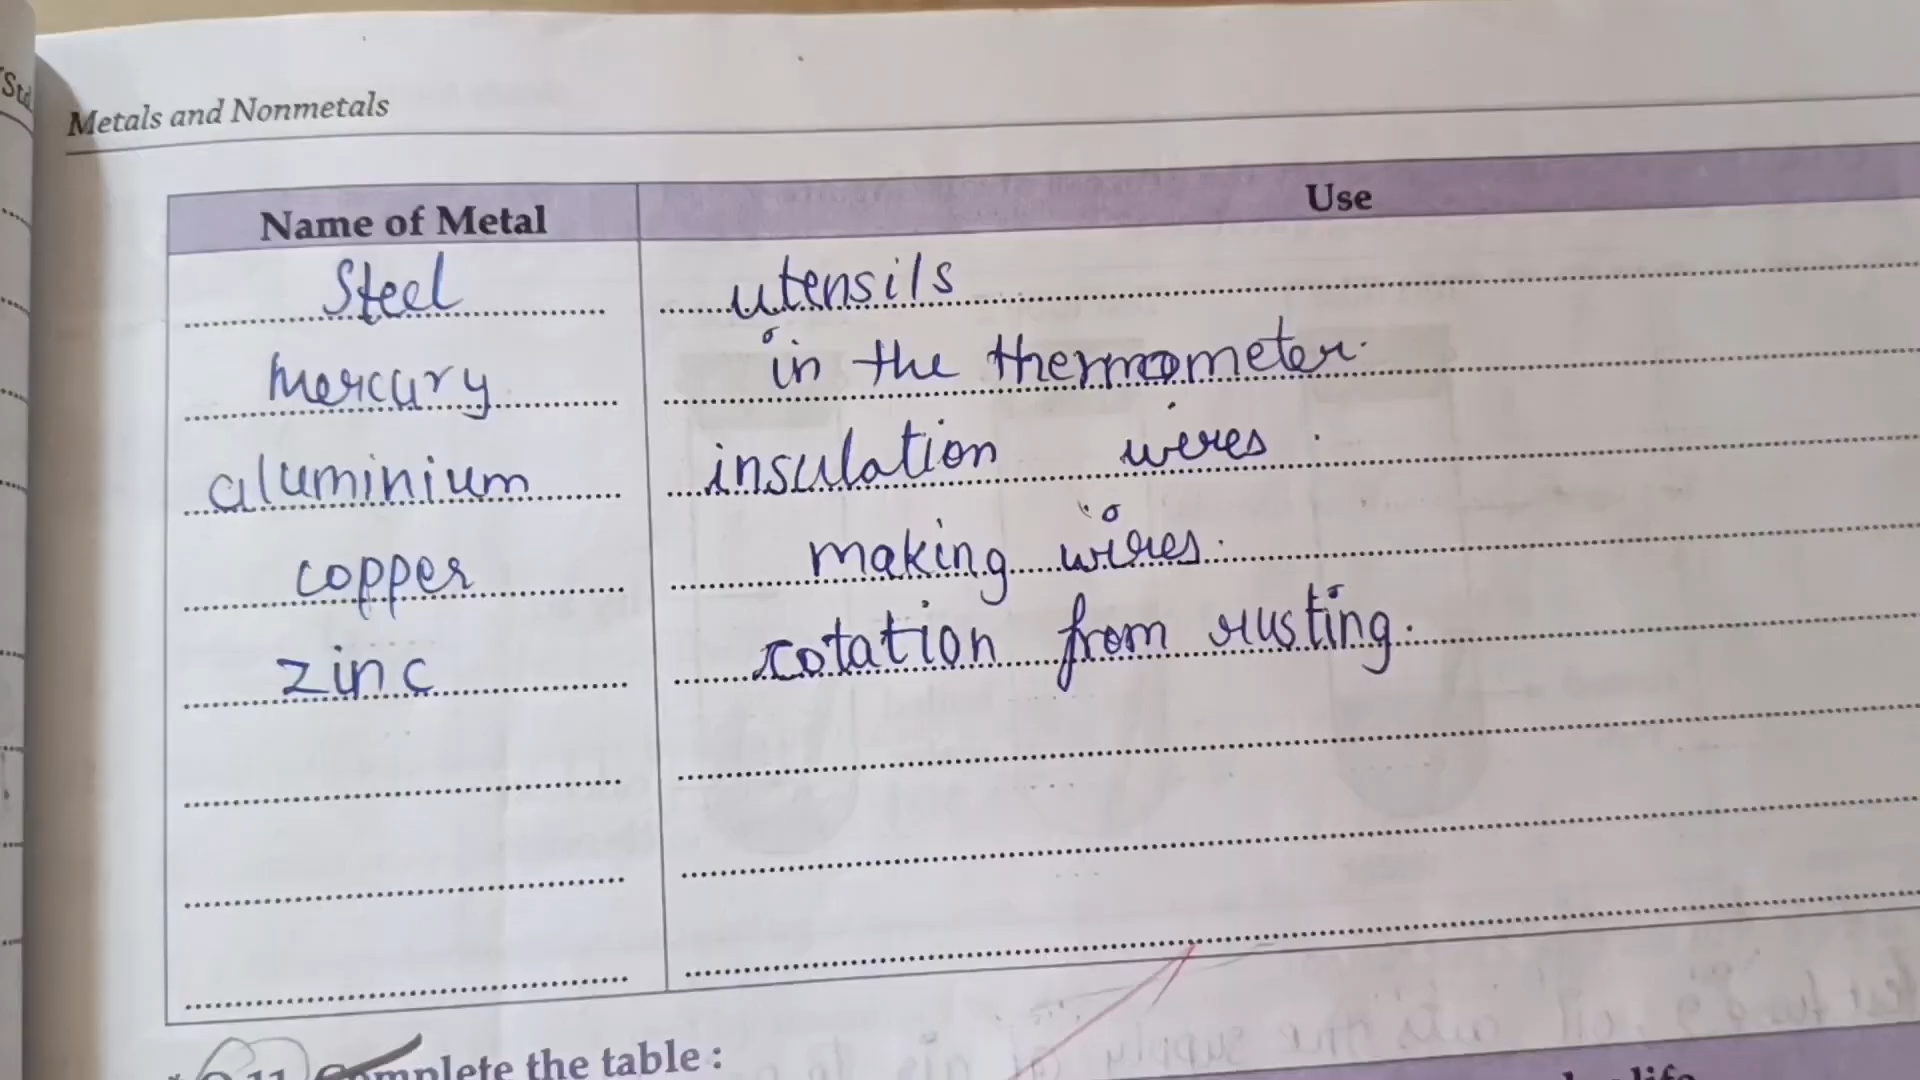 Metals and Nonmetals
Name of Metal Use
Steel utensils
mercury in the thermometer.
aluminium insulation wires.
copper making wires.
zinc cotation from rusting.
Complete the table :